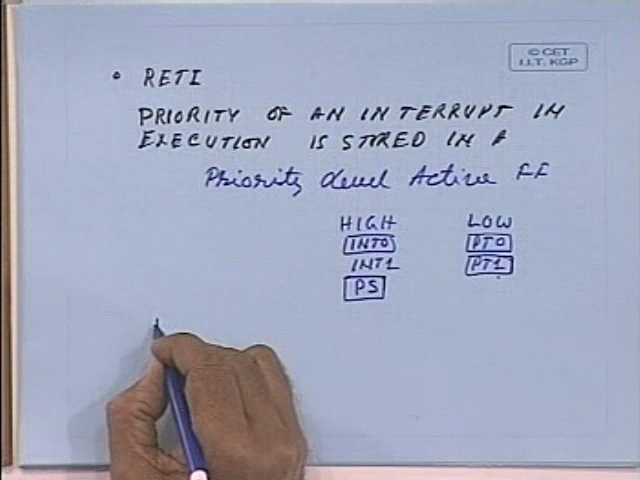 © CET
I.I.T. KGP
• RETI
PRIORITY OF AN INTERRUPT IN
EXECUTION IS STORED IN A
Priority level Active FF
HIGH LOW
INT0 PT0
INT1 PT1
PS